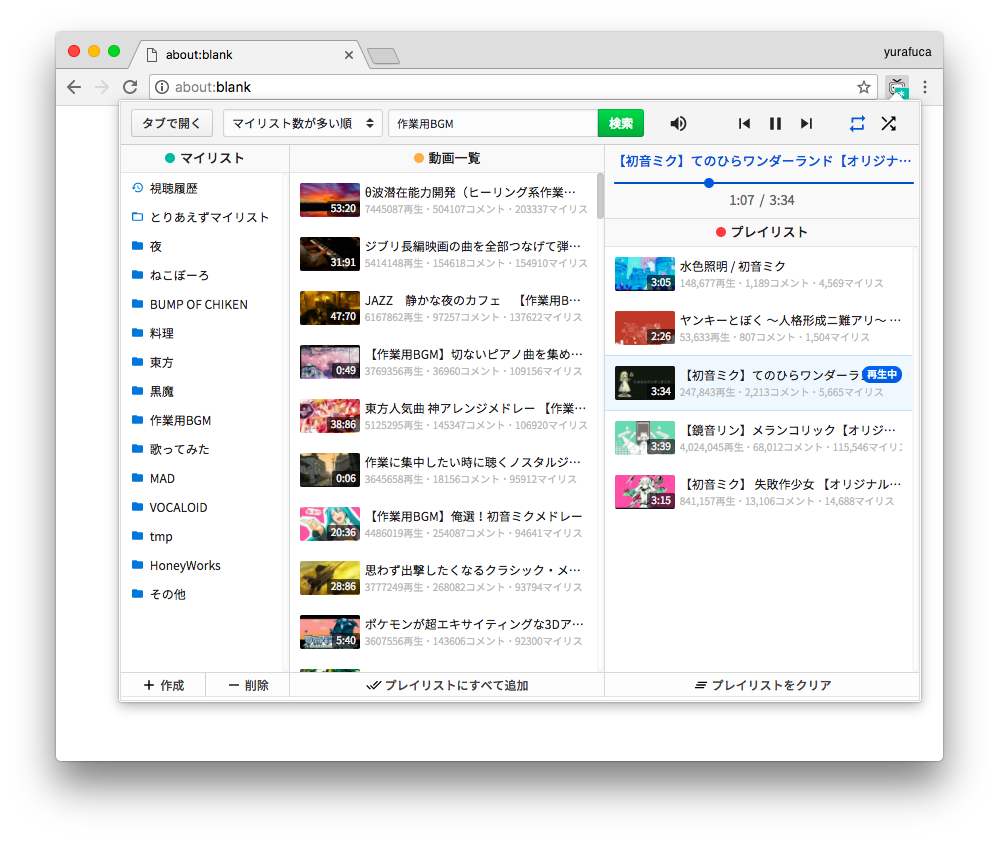 about:blank
yurafuca
about:blank
タブで開く
マイリスト数が多い順
作業用BGM
検索
マイリスト
視聴履歴
とりあえずマイリスト
夜
ねこぼーろ
BUMP OF CHIKEN
料理
東方
黒魔
作業用BGM
歌ってみた
MAD
VOCALOID
tmp
HoneyWorks
その他
作成
削除
動画一覧
53:20
θ波潜在能力開発（ヒーリング系作業…
7445087再生・504107コメント・203337マイリス
31:91
ジブリ長編映画の曲を全部つなげて弾…
5414148再生・154618コメント・154910マイリス
47:70
JAZZ　静かな夜のカフェ　【作業用B…
6167862再生・97257コメント・137622マイリス
0:49
【作業用BGM】切ないピアノ曲を集め…
3769356再生・36960コメント・109156マイリス
38:86
東方人気曲 神アレンジメドレー 【作業…
5125295再生・145347コメント・106920マイリス
0:06
作業に集中したい時に聴くノスタルジ…
3645658再生・18156コメント・95912マイリス
20:36
【作業用BGM】俺選！初音ミクメドレー
4486019再生・254087コメント・94641マイリス
28:86
思わず出撃したくなるクラシック・メ…
3777249再生・268082コメント・93794マイリス
5:40
ポケモンが超エキサイティングな3Dア…
3607556再生・143606コメント・92300マイリス
プレイリストにすべて追加
【初音ミク】てのひらワンダーランド【オリジナ…
1:07 / 3:34
プレイリスト
3:05
水色照明 / 初音ミク
148,677再生・1,189コメント・4,569マイリス
2:26
ヤンキーとぼく ～人格形成ニ難アリ～ …
53,633再生・807コメント・1,504マイリス
3:34
【初音ミク】てのひらワンダーラ
再生中
247,843再生・2,213コメント・5,665マイリス
3:39
【鏡音リン】メランコリック【オリジ…
4,024,045再生・68,012コメント・115,546マイリ
3:15
【初音ミク】 失敗作少女 【オリジナル…
841,157再生・13,106コメント・14,688マイリス
プレイリストをクリア